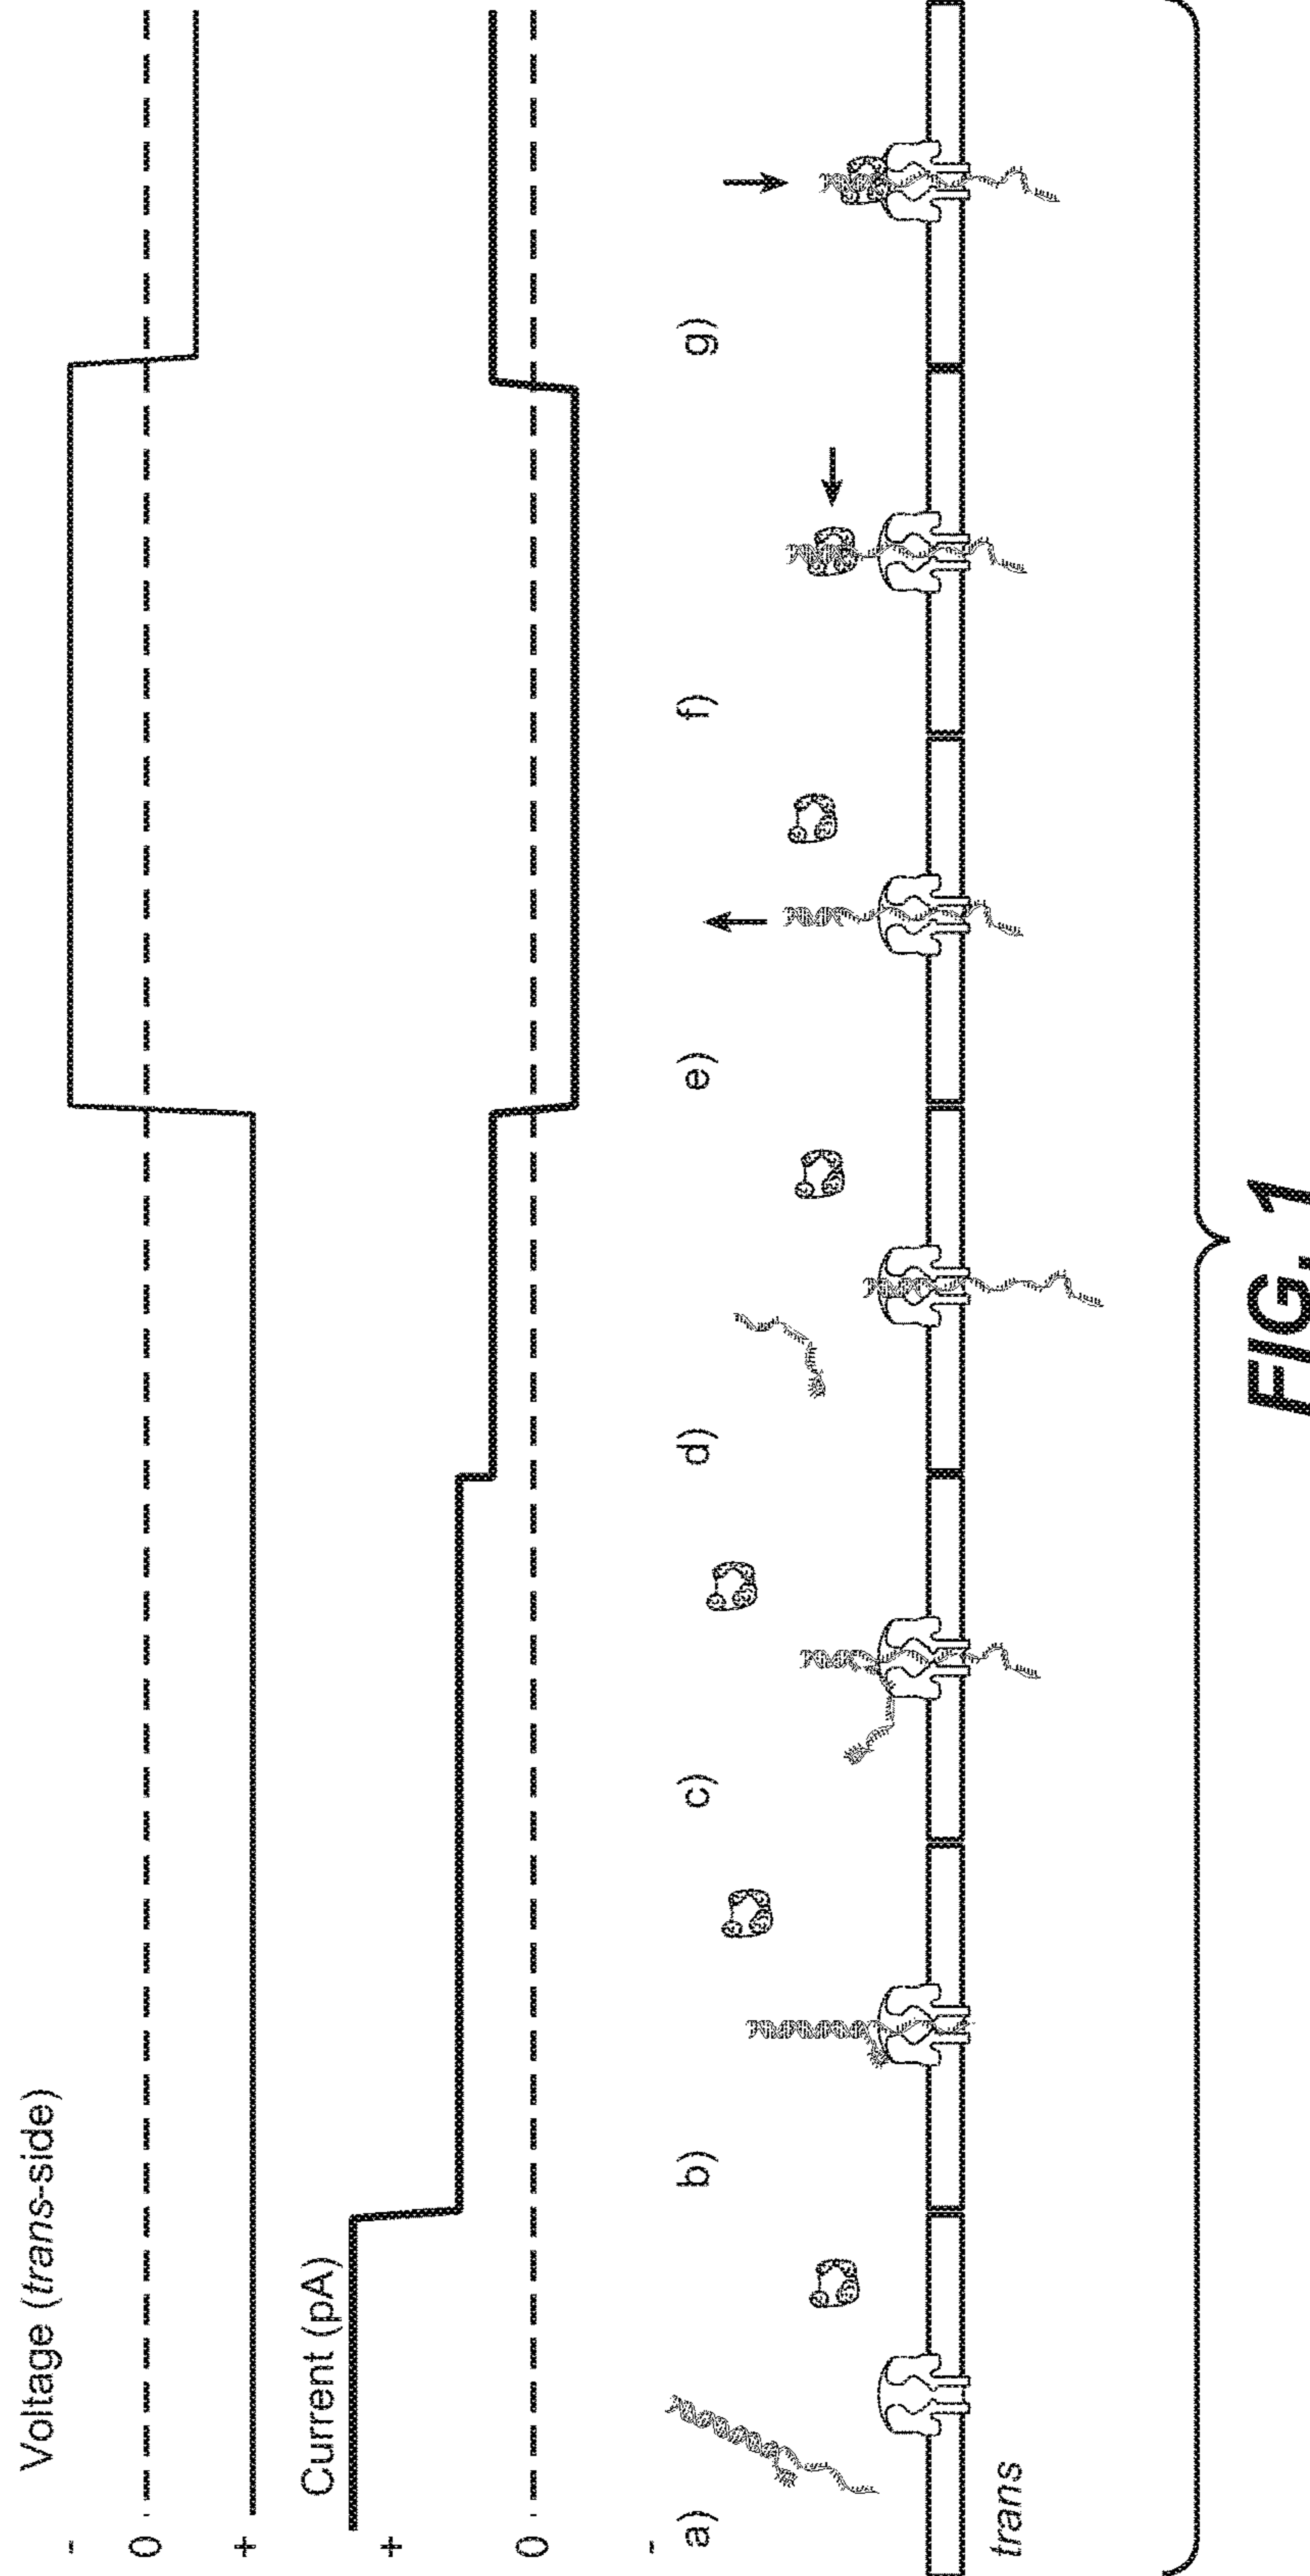 Voltage (trans-side)
-
0
+
Current (pA)
+
0
-
a)
b)
c)
d)
e)
f)
g)
trans
FIG. 1